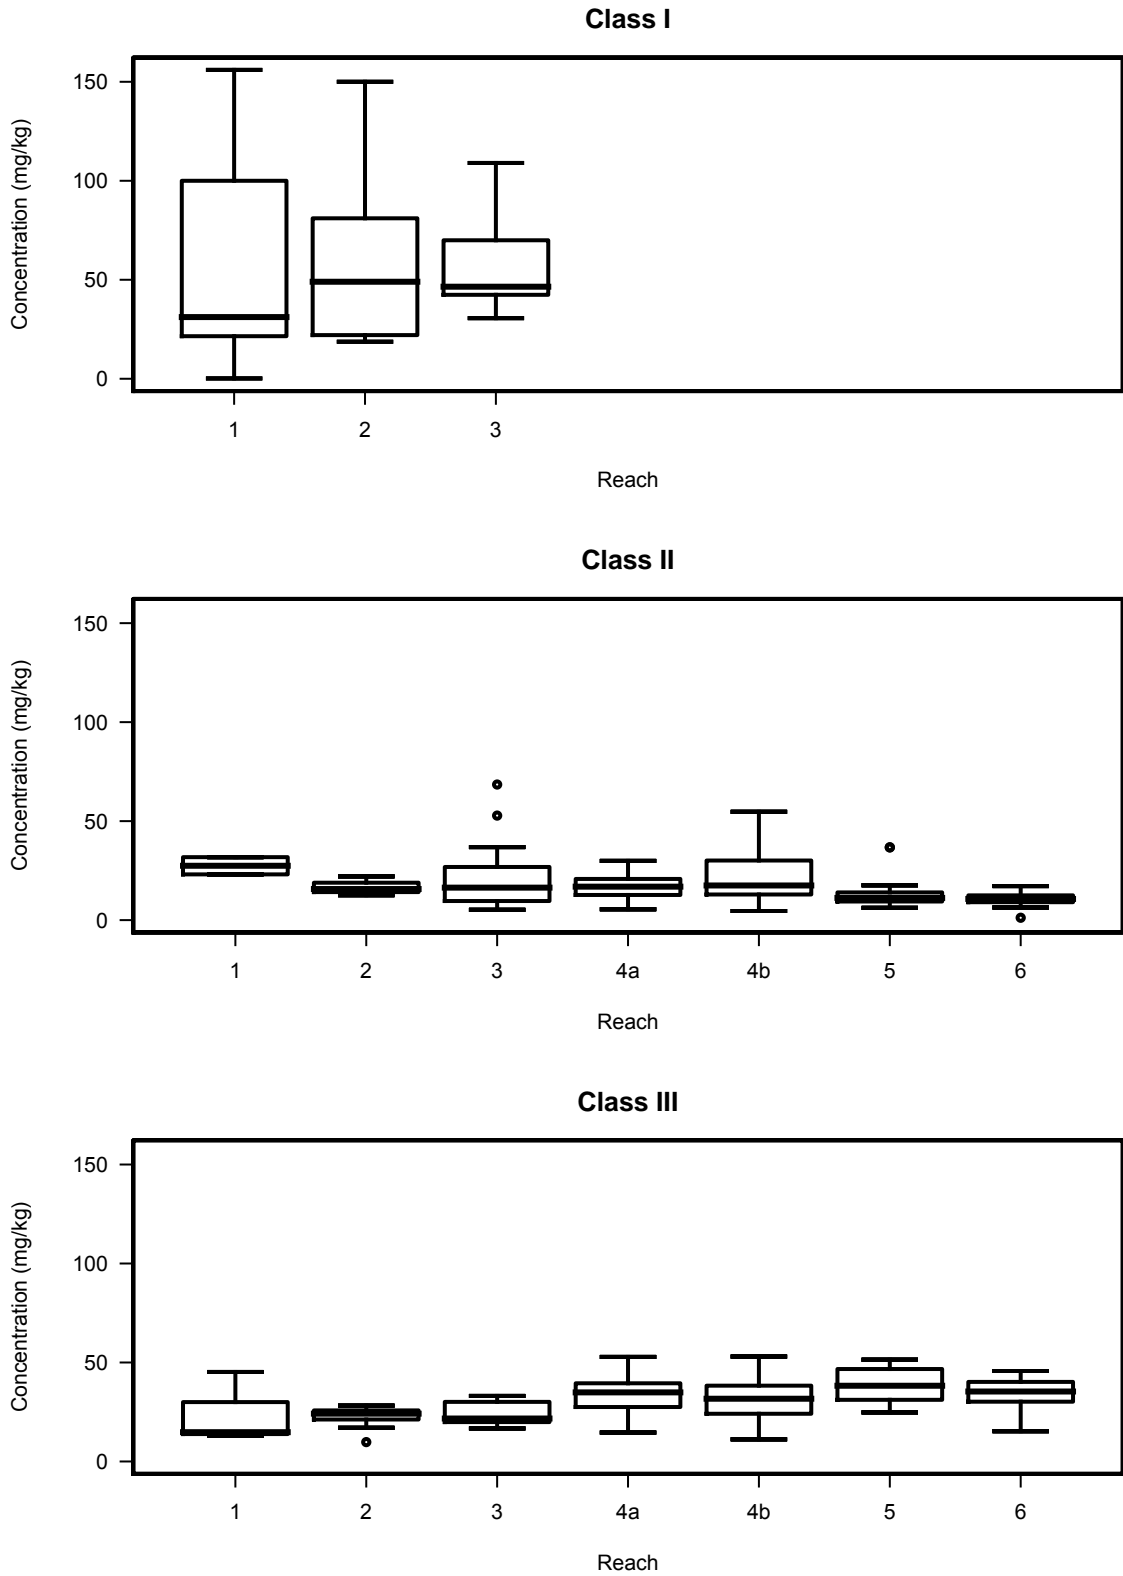 Class I
Concentration (mg/kg)
150
100
50
0
1 2 3
Reach
Class II
Concentration (mg/kg)
150
100
50
0
1 2 3 4a 4b 5 6
Reach
Class III
Concentration (mg/kg)
150
100
50
0
1 2 3 4a 4b 5 6
Reach